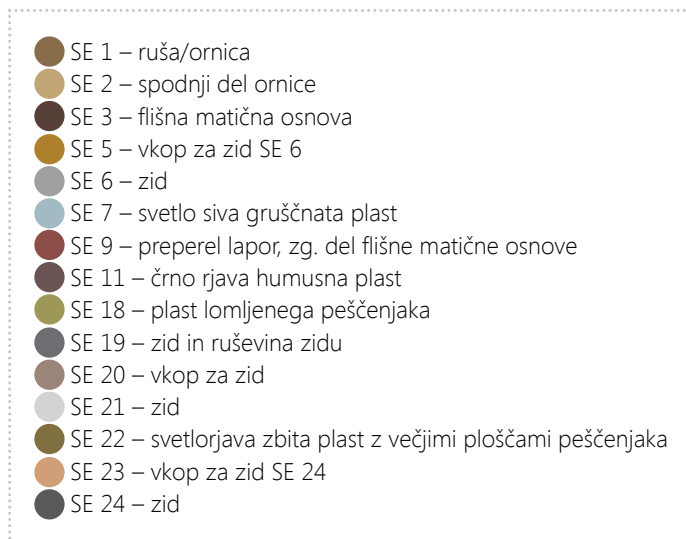 SE 1 – ruša/ornica
SE 2 – spodnji del ornice
SE 3 – flišna matična osnova
SE 5 – vkop za zid SE 6
SE 6 – zid
SE 7 – svetlo siva gruščnata plast
SE 9 – preperel lapor, zg. del flišne matične osnove
SE 11 – črno rjava humusna plast
SE 18 – plast lomljenega peščenjaka
SE 19 – zid in ruševina zidu
SE 20 – vkop za zid
SE 21 – zid
SE 22 – svetlorjava zbita plast z večjimi ploščami peščenjaka
SE 23 – vkop za zid SE 24
SE 24 – zid